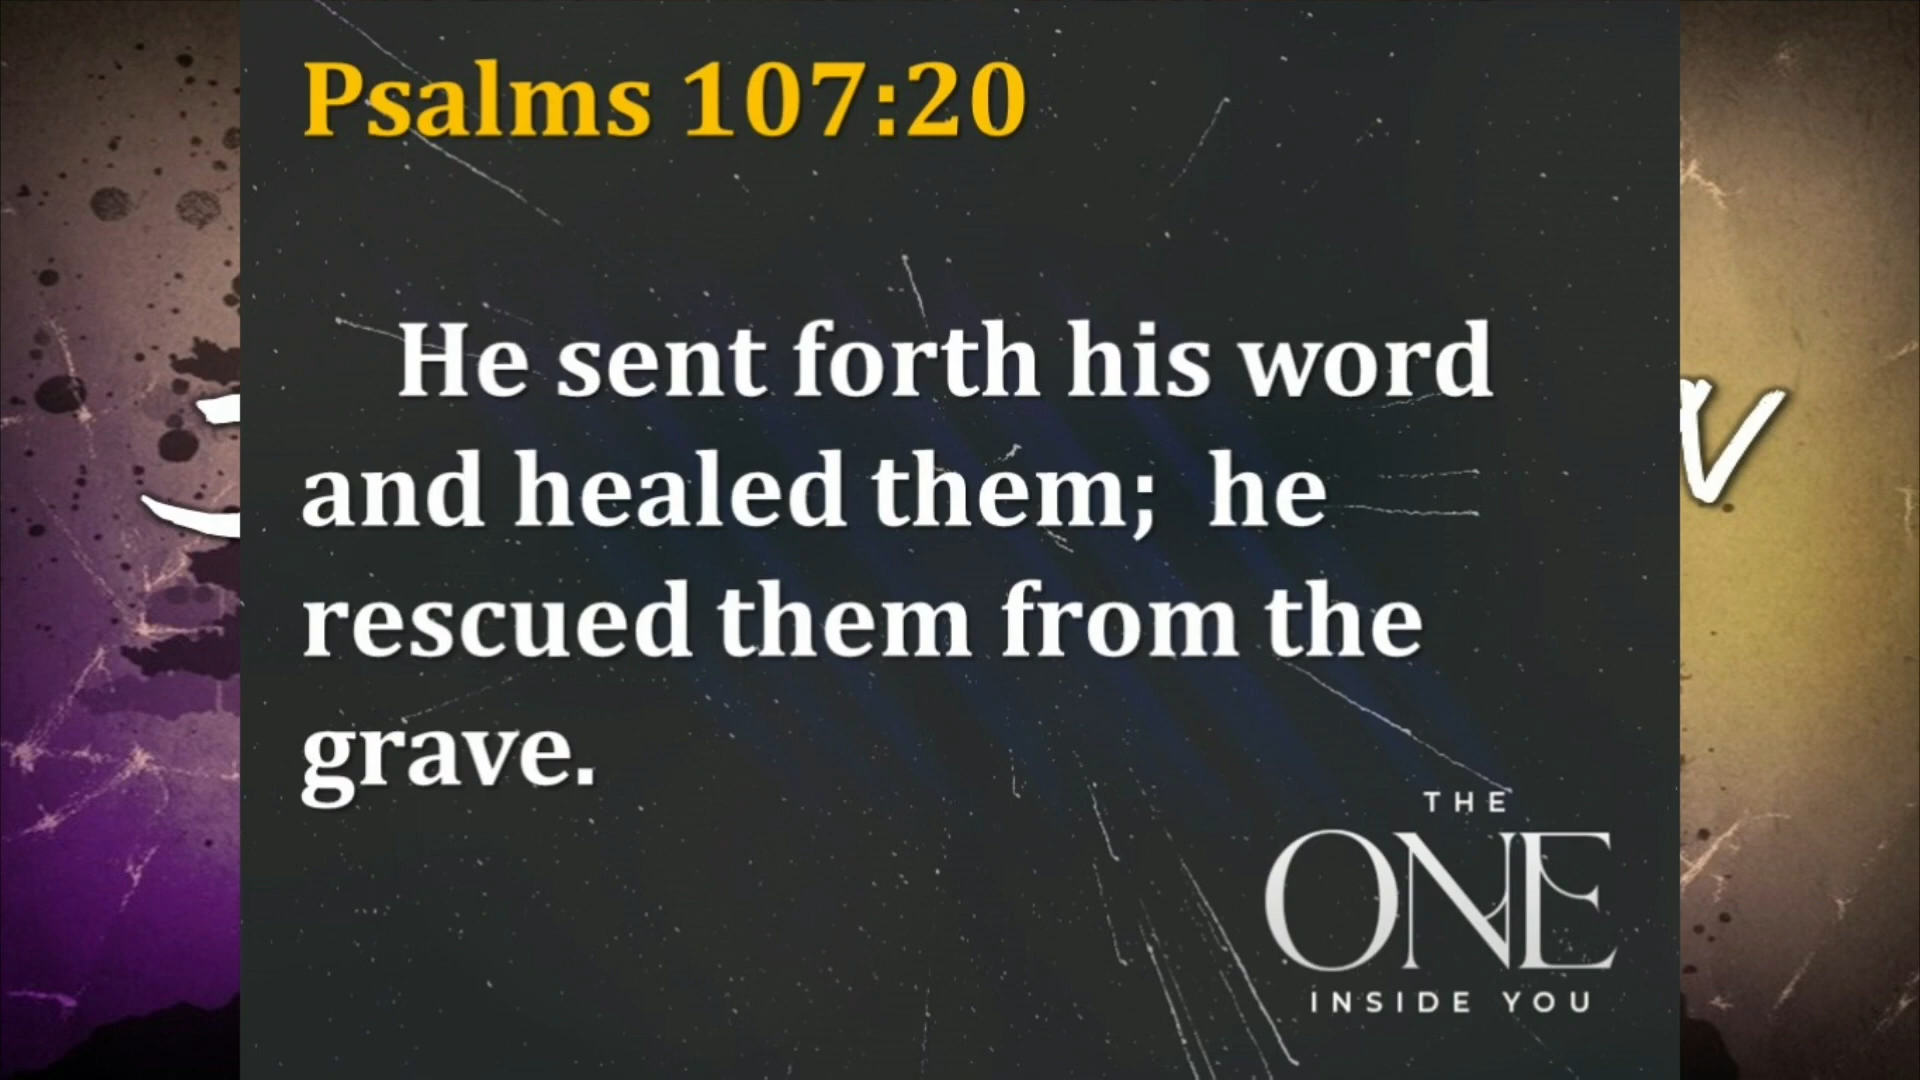 Psalms 107:20
He sent forth his word
and healed them; he
rescued them from the
grave.
THE
ONE
INSIDE YOU